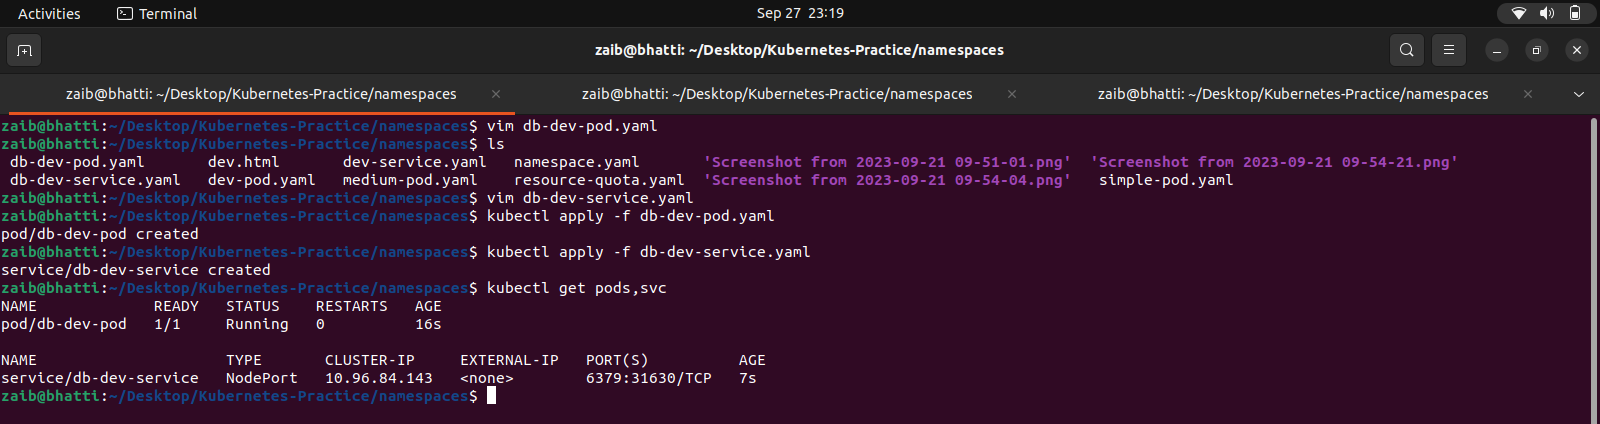 Activities Terminal Sep 27 23:19
zaib@bhatti: ~/Desktop/Kubernetes-Practice/namespaces
zaib@bhatti: ~/Desktop/Kubernetes-Practice/namespaces zaib@bhatti: ~/Desktop/Kubernetes-Practice/namespaces zaib@bhatti: ~/Desktop/Kubernetes-Practice/namespaces
zaib@bhatti:~/Desktop/Kubernetes-Practice/namespaces$ vim db-dev-pod.yaml
zaib@bhatti:~/Desktop/Kubernetes-Practice/namespaces$ ls
db-dev-pod.yaml dev.html dev-service.yaml namespace.yaml 'Screenshot from 2023-09-21 09-51-01.png' 'Screenshot from 2023-09-21 09-54-21.png'
db-dev-service.yaml dev-pod.yaml medium-pod.yaml resource-quota.yaml 'Screenshot from 2023-09-21 09-54-04.png' simple-pod.yaml
zaib@bhatti:~/Desktop/Kubernetes-Practice/namespaces$ vim db-dev-service.yaml
zaib@bhatti:~/Desktop/Kubernetes-Practice/namespaces$ kubectl apply -f db-dev-pod.yaml
pod/db-dev-pod created
zaib@bhatti:~/Desktop/Kubernetes-Practice/namespaces$ kubectl apply -f db-dev-service.yaml
service/db-dev-service created
zaib@bhatti:~/Desktop/Kubernetes-Practice/namespaces$ kubectl get pods,svc
NAME READY STATUS RESTARTS AGE
pod/db-dev-pod 1/1 Running 0 16s
NAME TYPE CLUSTER-IP EXTERNAL-IP PORT(S) AGE
service/db-dev-service NodePort 10.96.84.143 <none> 6379:31630/TCP 7s
zaib@bhatti:~/Desktop/Kubernetes-Practice/namespaces$